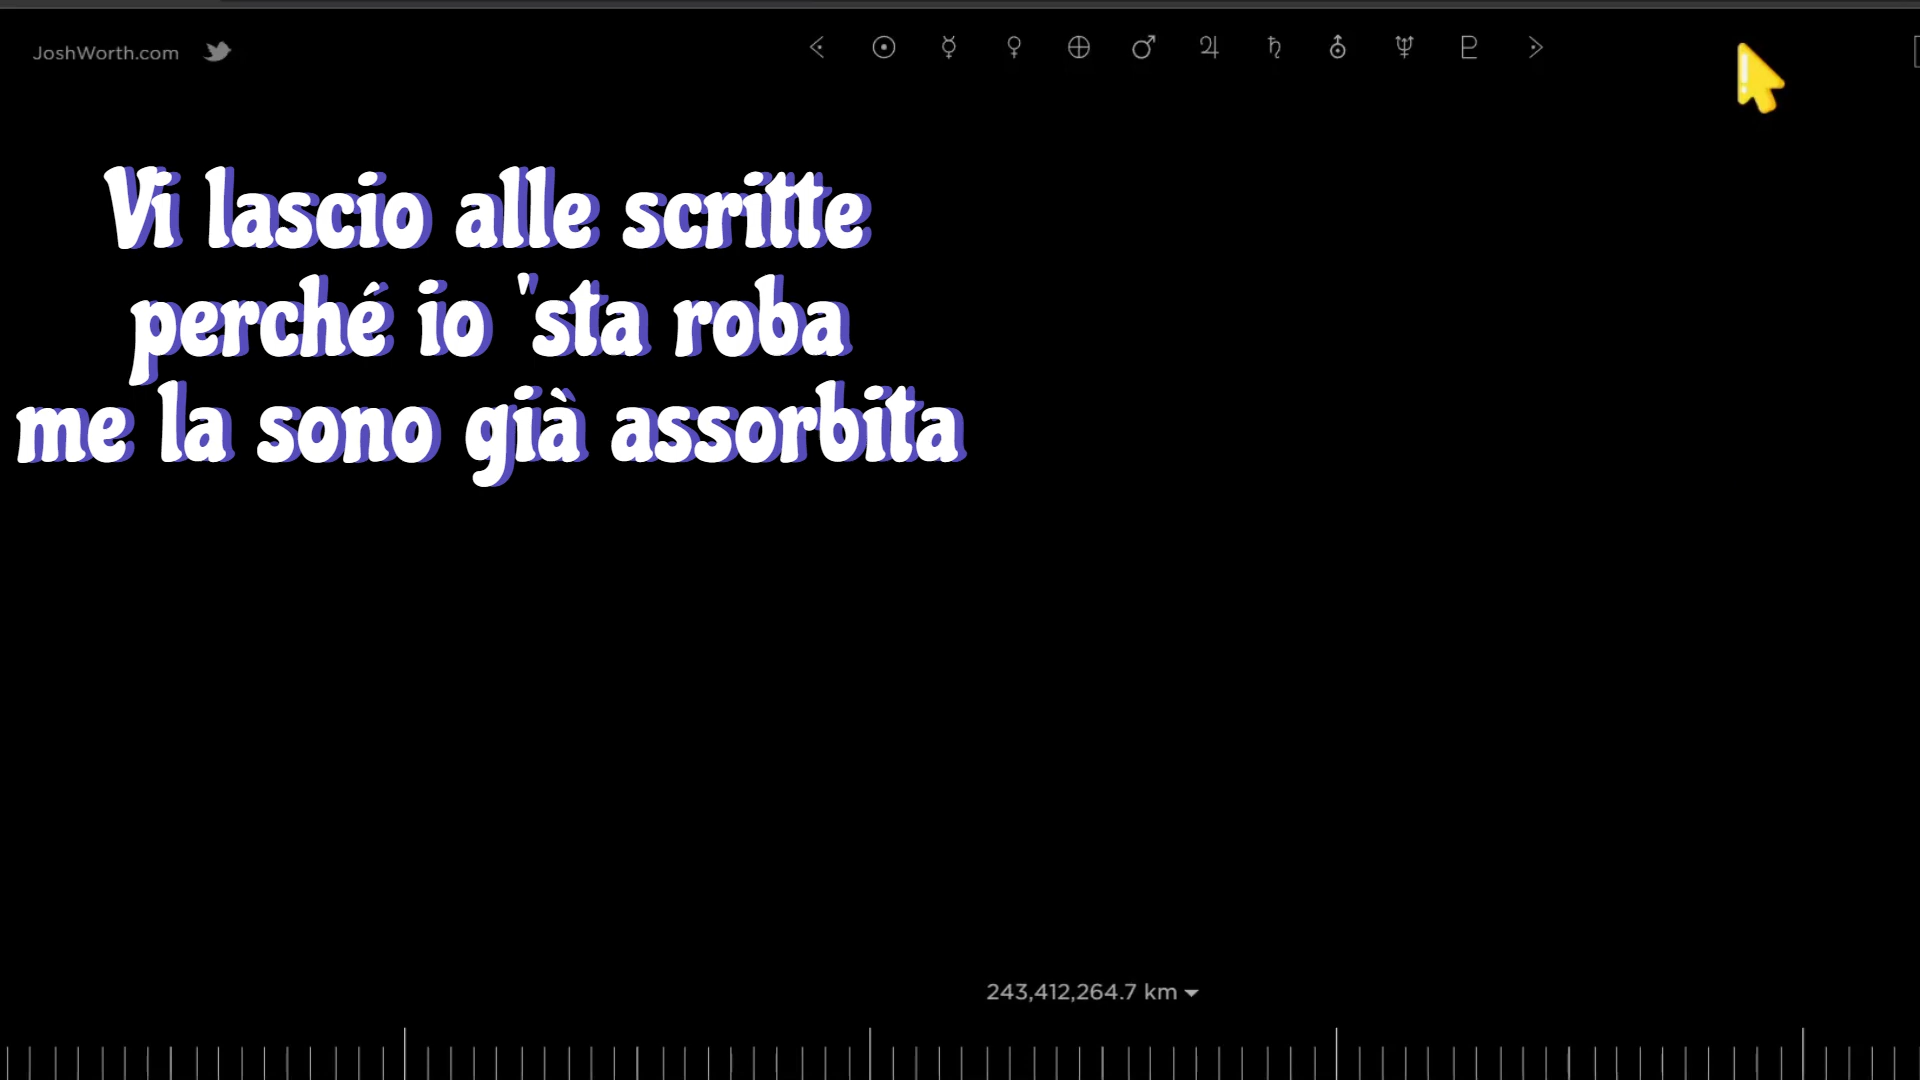 JoshWorth.com
Vi lascio alle scritte
perché io "sta roba
me la sono già assorbita
243,412,264.7 km